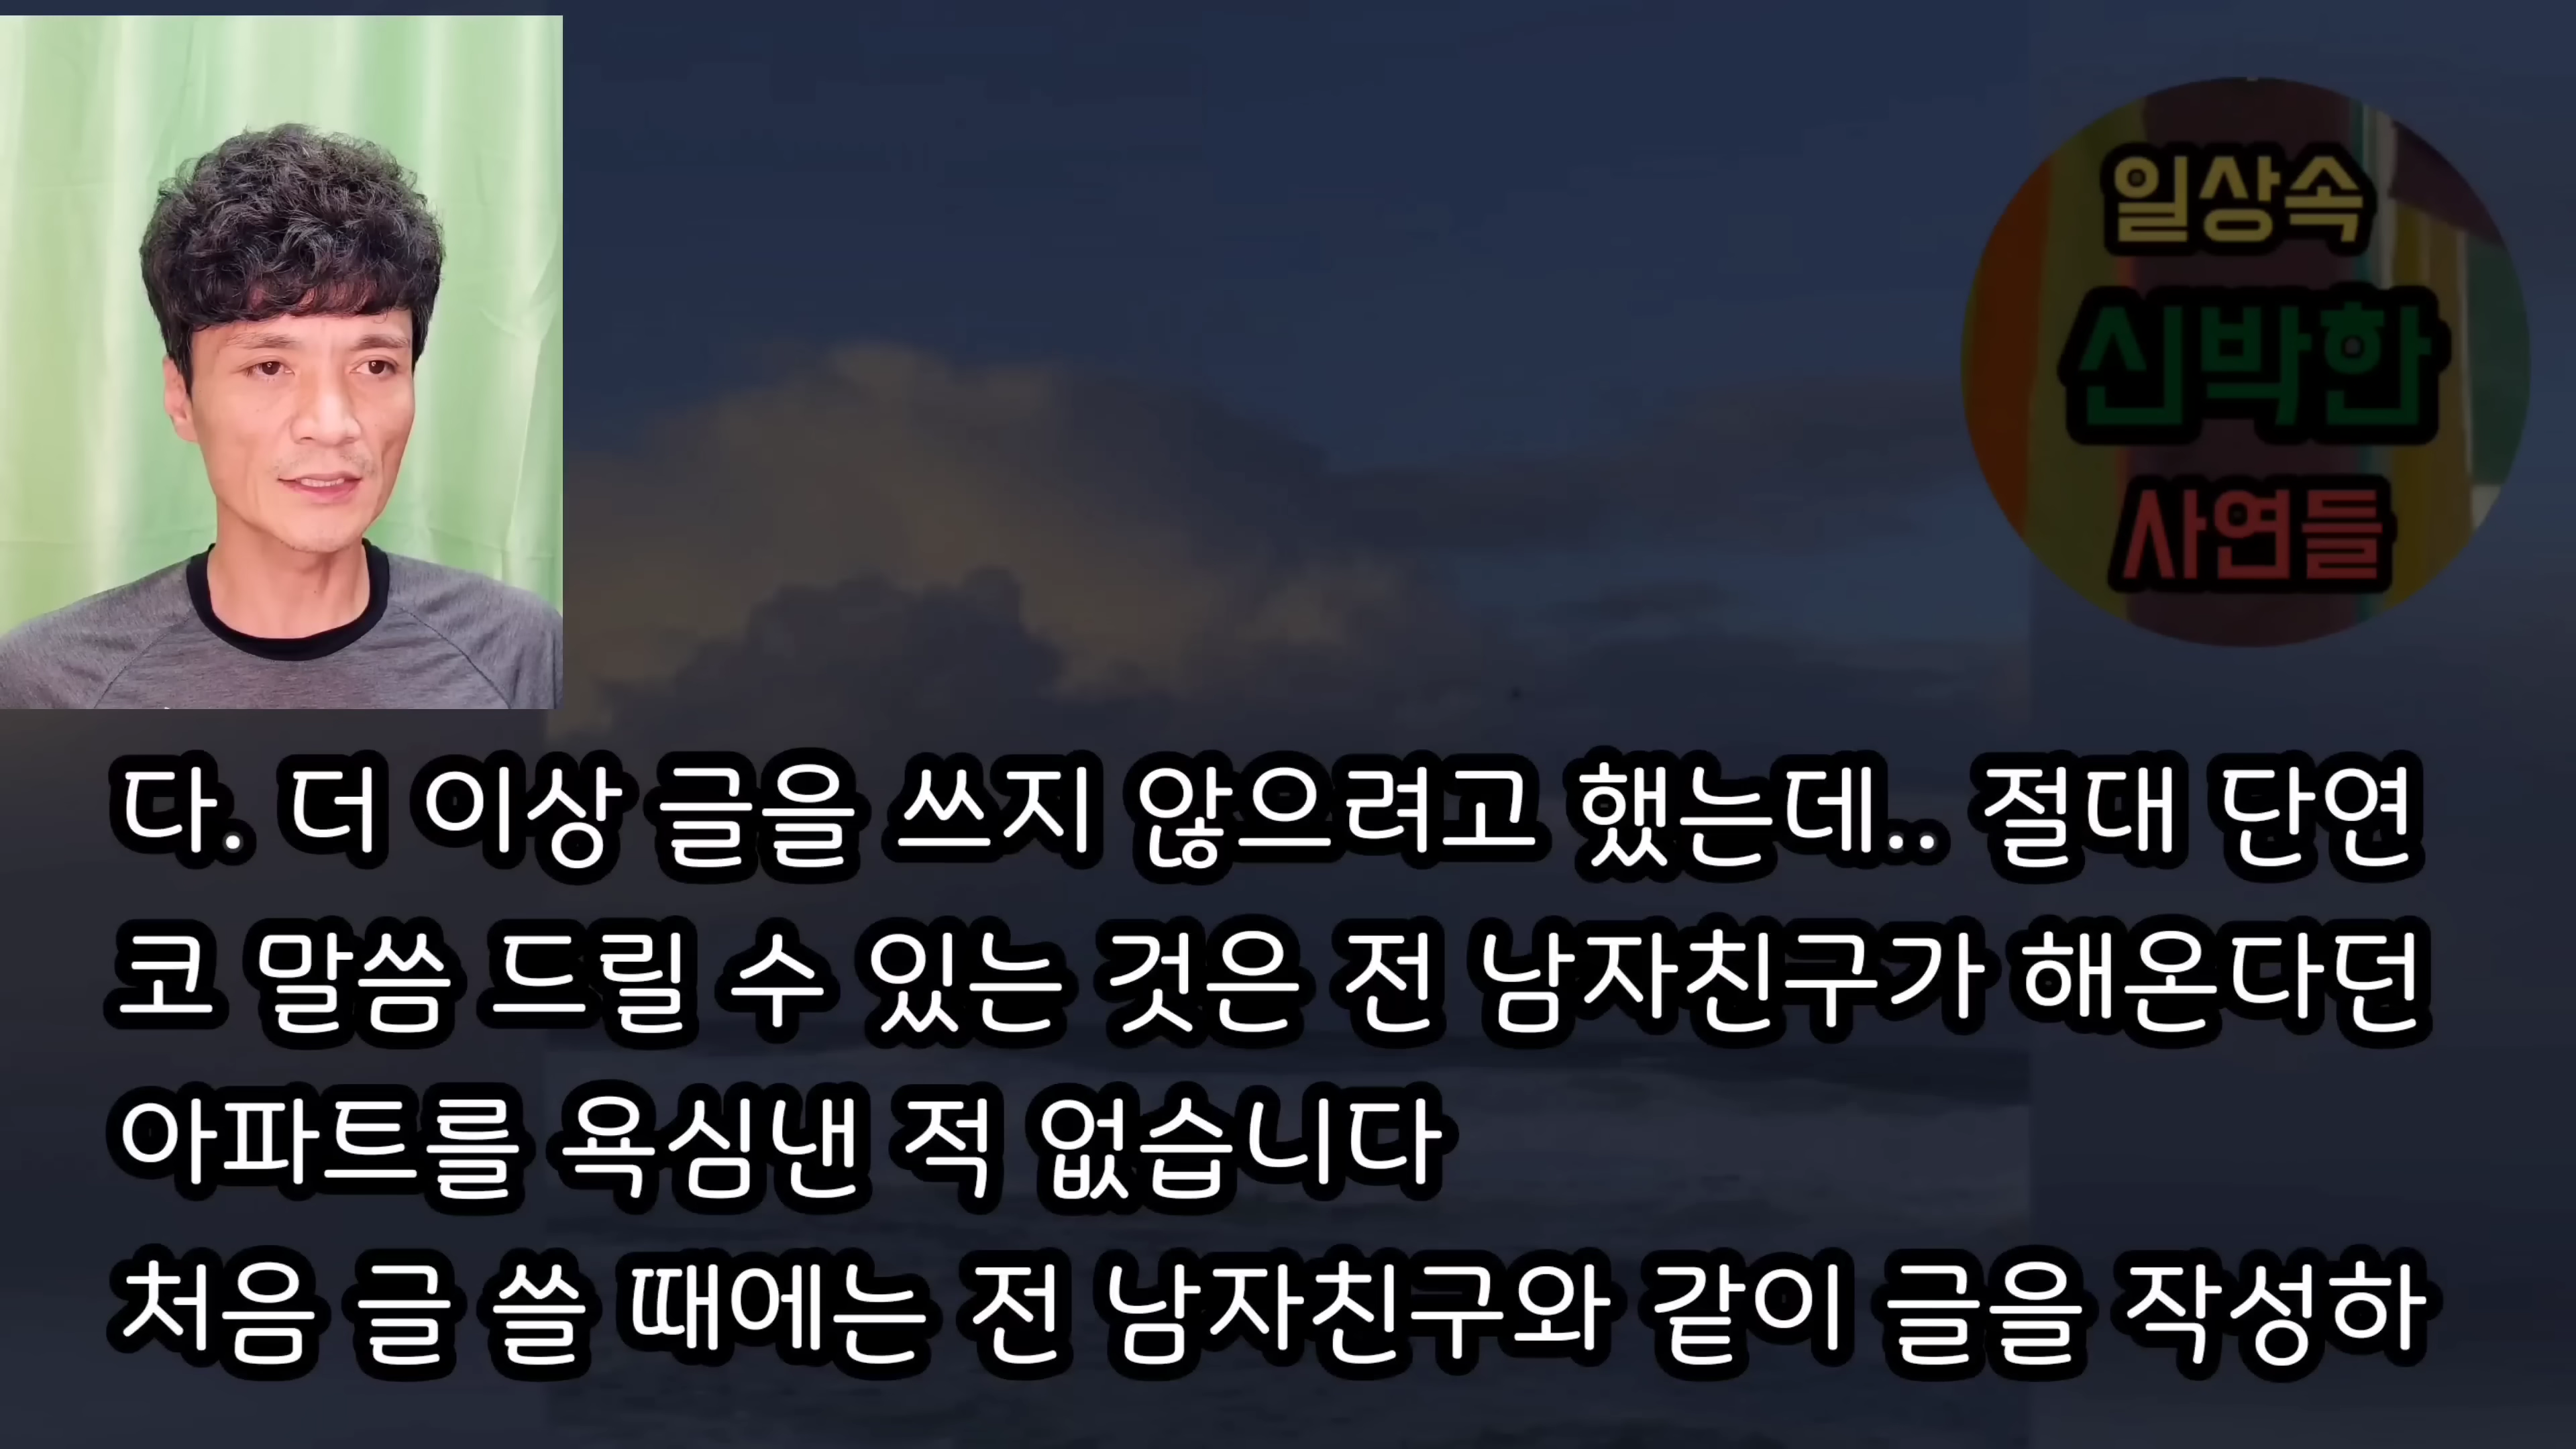 일상속
신박한
사연들
다. 더 이상 글을 쓰지 않으려고 했는데.. 절대 단연
코 말씀 드릴 수 있는 것은 전 남자친구가 해온다던
아파트를 욕심낸 적 없습니다
처음 글 쓸 때에는 전 남자친구와 같이 글을 작성하